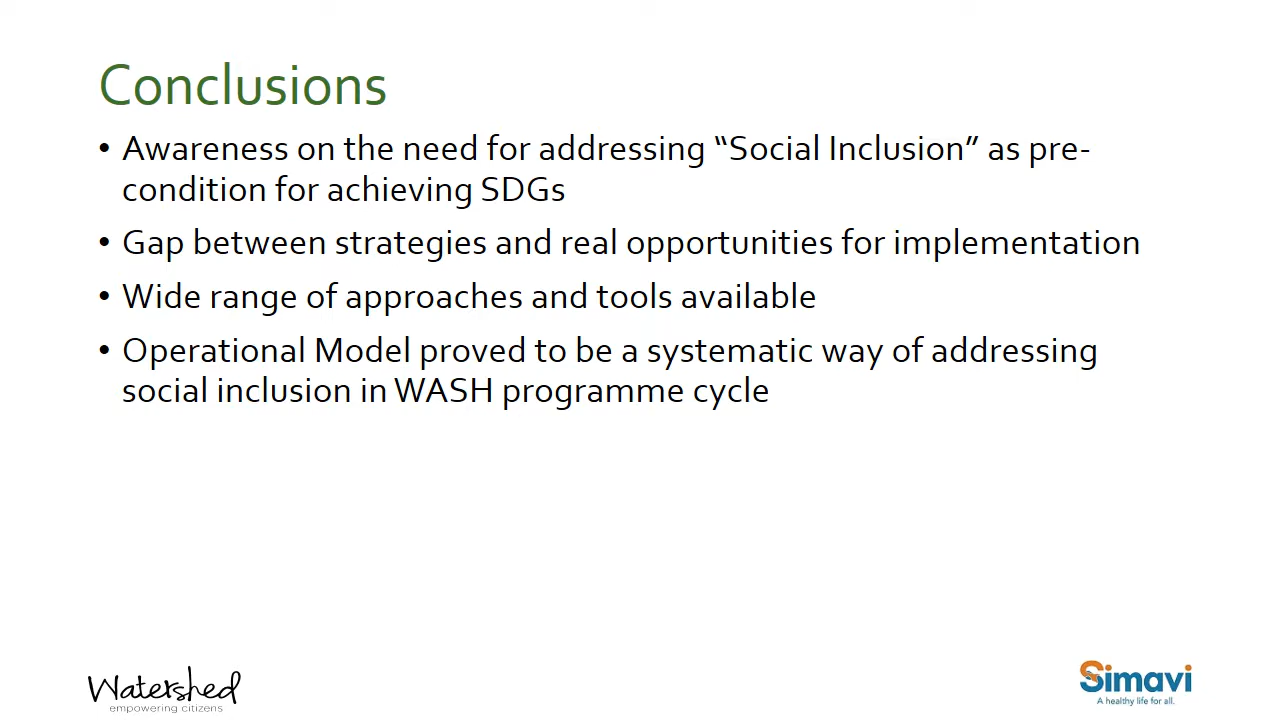 Conclusions
• Awareness on the need for addressing “Social Inclusion” as pre-
condition for achieving SDGs
• Gap between strategies and real opportunities for implementation
• Wide range of approaches and tools available
• Operational Model proved to be a systematic way of addressing
social inclusion in WASH programme cycle
Watershed
empowering citizens
Simavi
A healthy life for all.